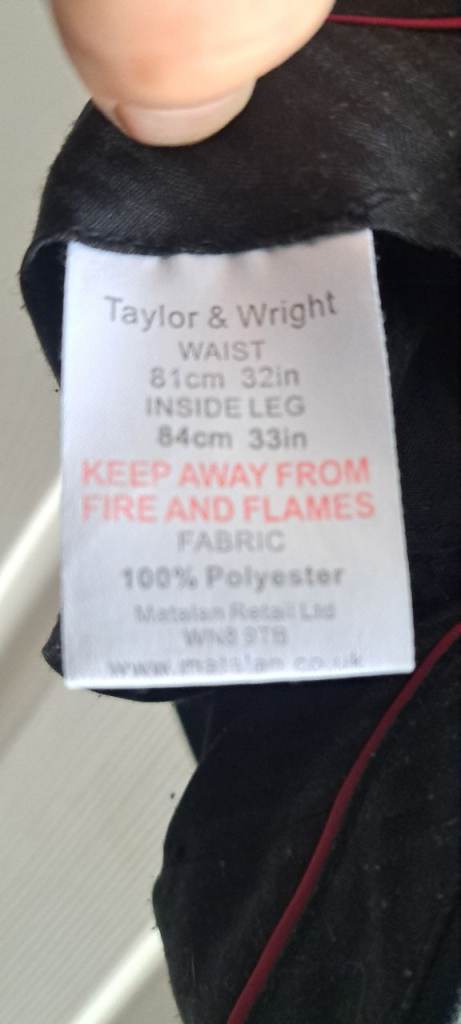 Taylor & Wright
WAIST
81cm 32in
INSIDE LEG
84cm 33in
KEEP AWAY FROM
FIRE AND FLAMES
FABRIC
100% Polyester
Matalan Retail Ltd
WN8 9TB
www.matalan.co.uk